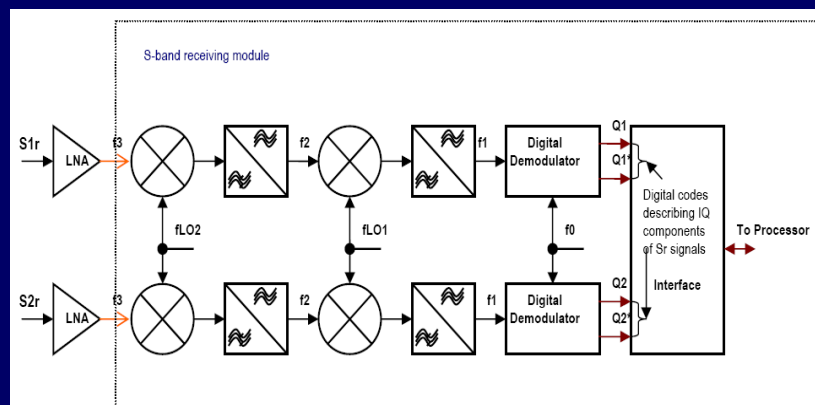 S-band receiving module
S1r
LNA
f3
f2
f1
Digital
Demodulator
Q1
Q1*
fLO2
fLO1
f0
Digital codes
describing IQ
components
of Sr signals
To Processor
Interface
S2r
LNA
f3
f2
f1
Digital
Demodulator
Q2
Q2*